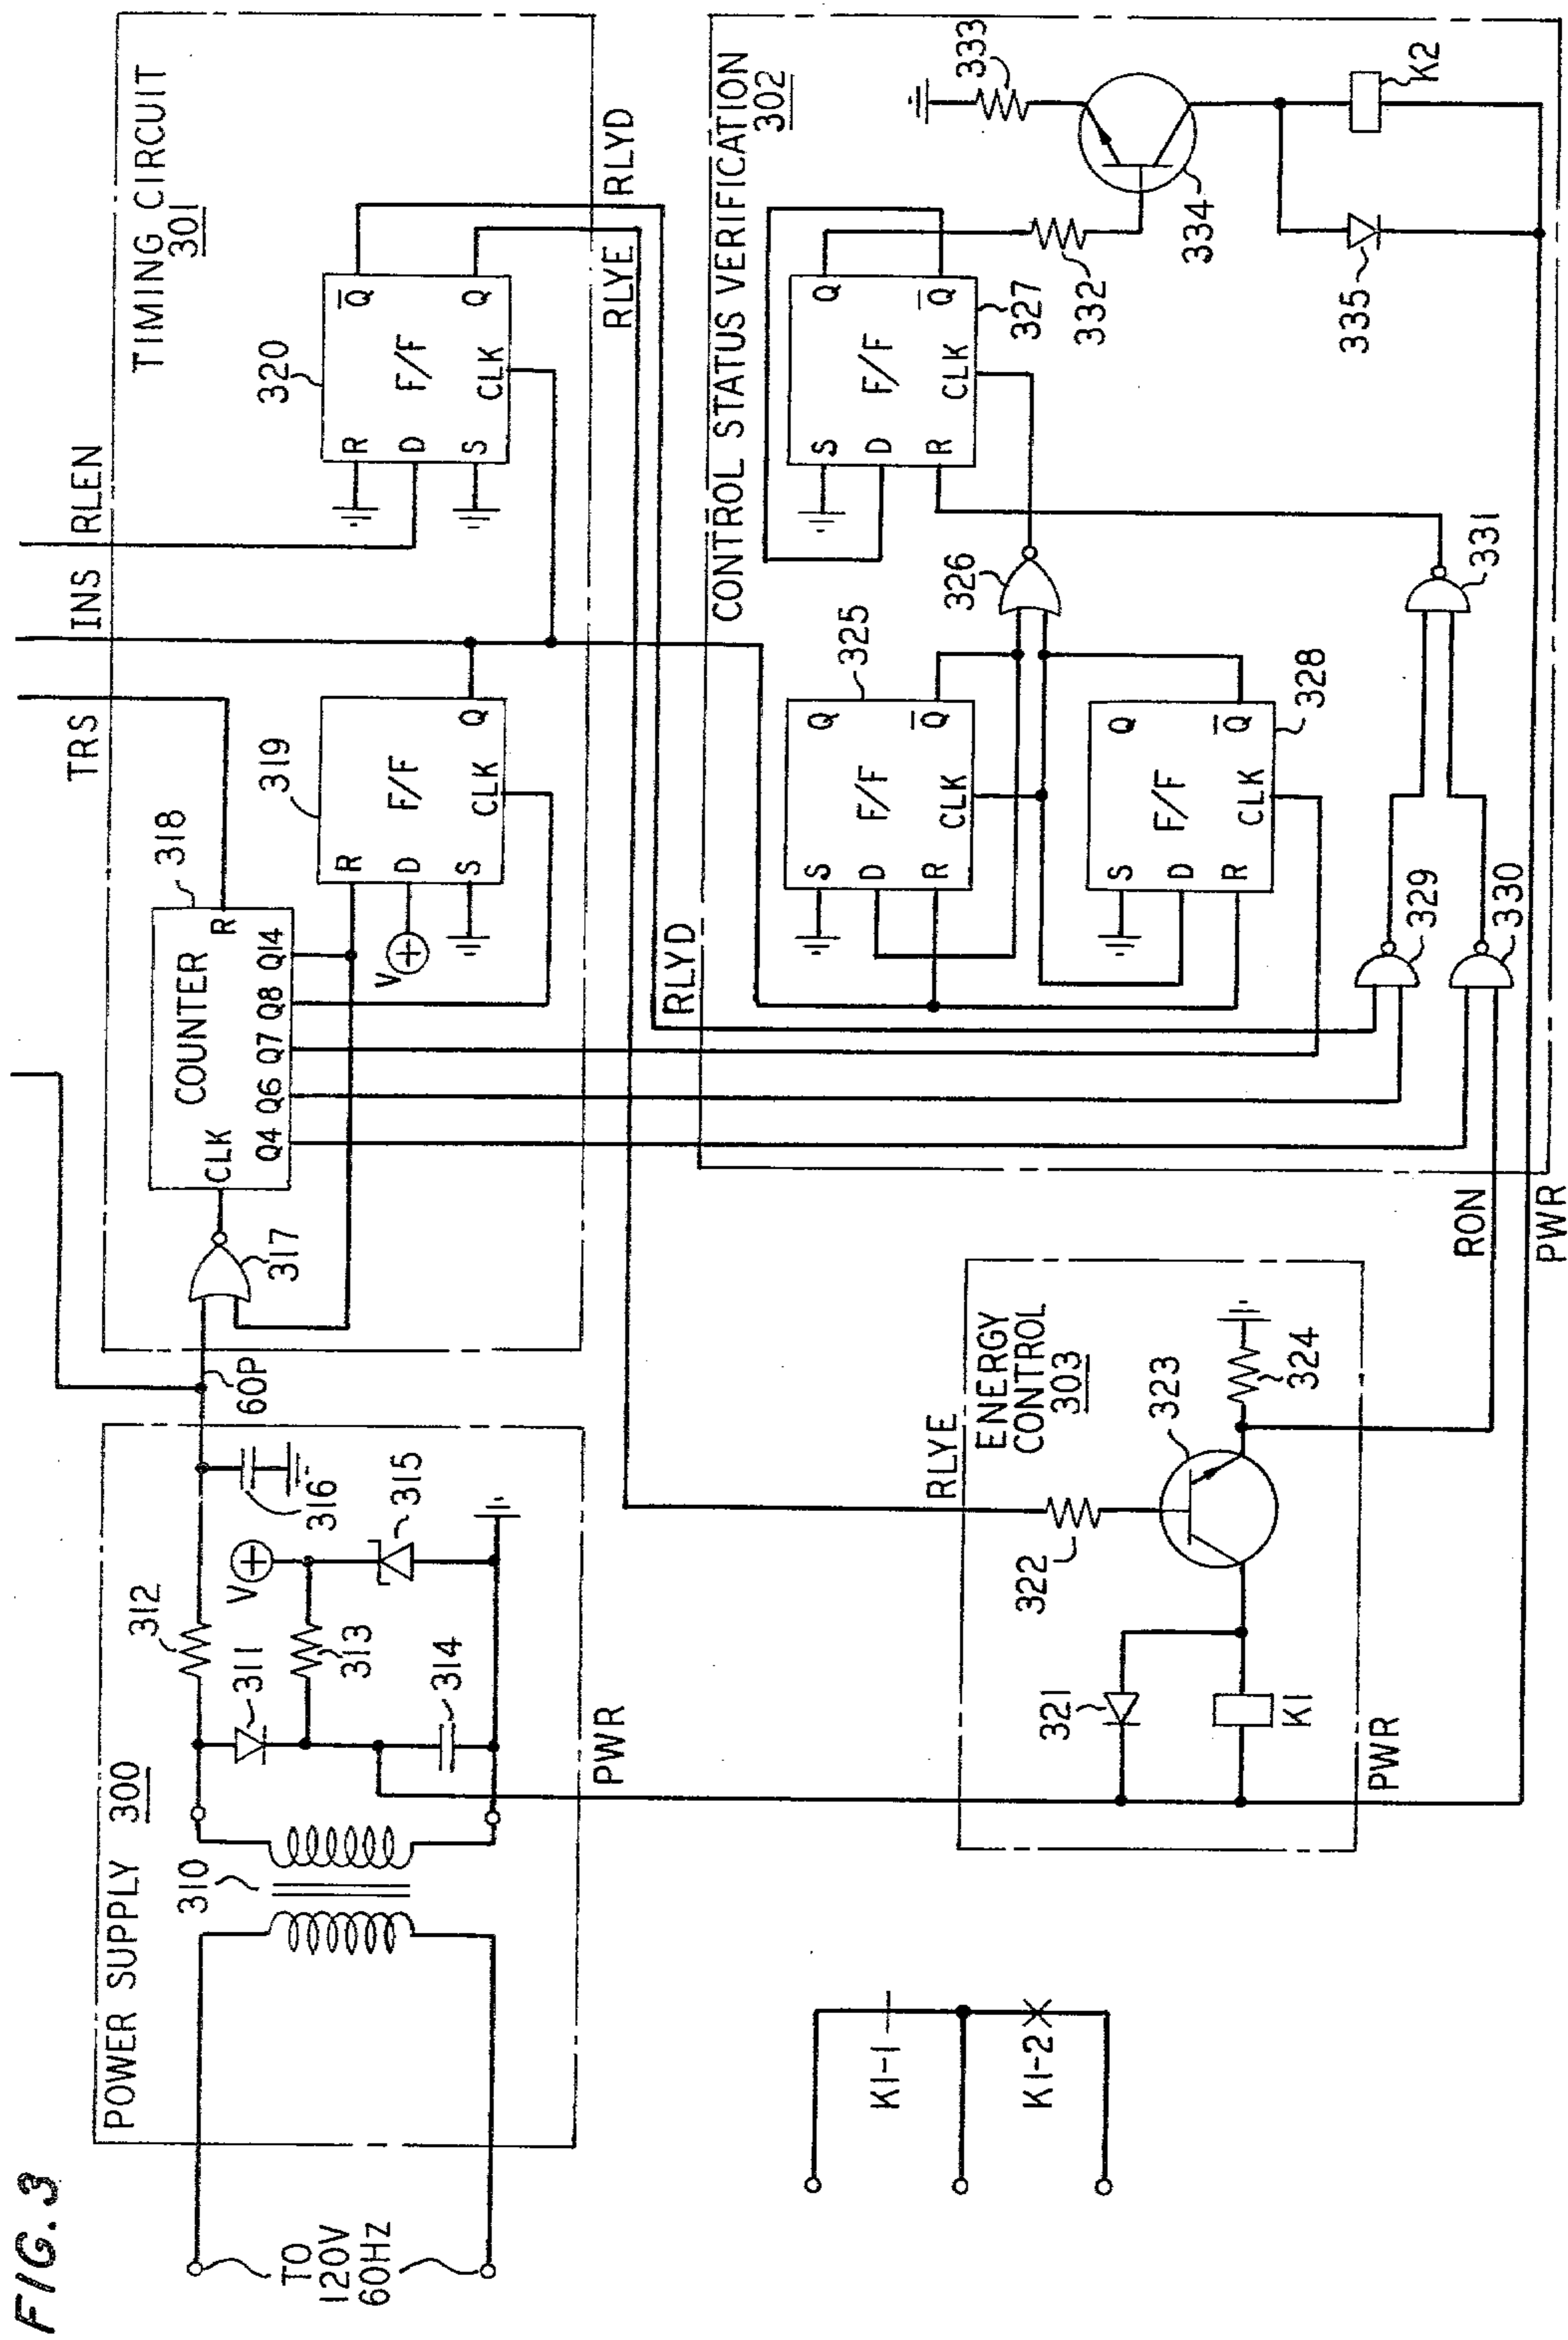 FIG. 3
TO
120V
60HZ
POWER SUPPLY 300
310
311
312
313
314
V
315
316
60P
PWR
TIMING CIRCUIT
301
317
318
COUNTER
CLK
R
Q4
Q6
Q7
Q8
Q14
TRS
INS
RLEN
319
F/F
R
D
S
Q
CLK
V
320
F/F
R
D
S
Q̅
Q
CLK
RLYE
RLYD
K1-1
K1-2
ENERGY
CONTROL
303
RLYE
321
322
323
324
K1
PWR
RON
PWR
CONTROL STATUS VERIFICATION
302
RLYD
325
F/F
S
D
R
Q
Q̅
CLK
326
327
F/F
S
D
R
Q
Q̅
CLK
328
F/F
S
D
R
Q
Q̅
CLK
329
330
331
332
333
334
335
K2